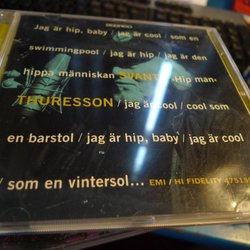 Jag är hip, baby / jag är cool / som en
swimmingpool / jag är hip / jag är den
hippa människan SVANTE -Hip man-
THURESSON / jag är cool / cool som
en barstol / jag är hip, baby / jag är cool
/ som en vintersol... EMI / HI FIDELITY